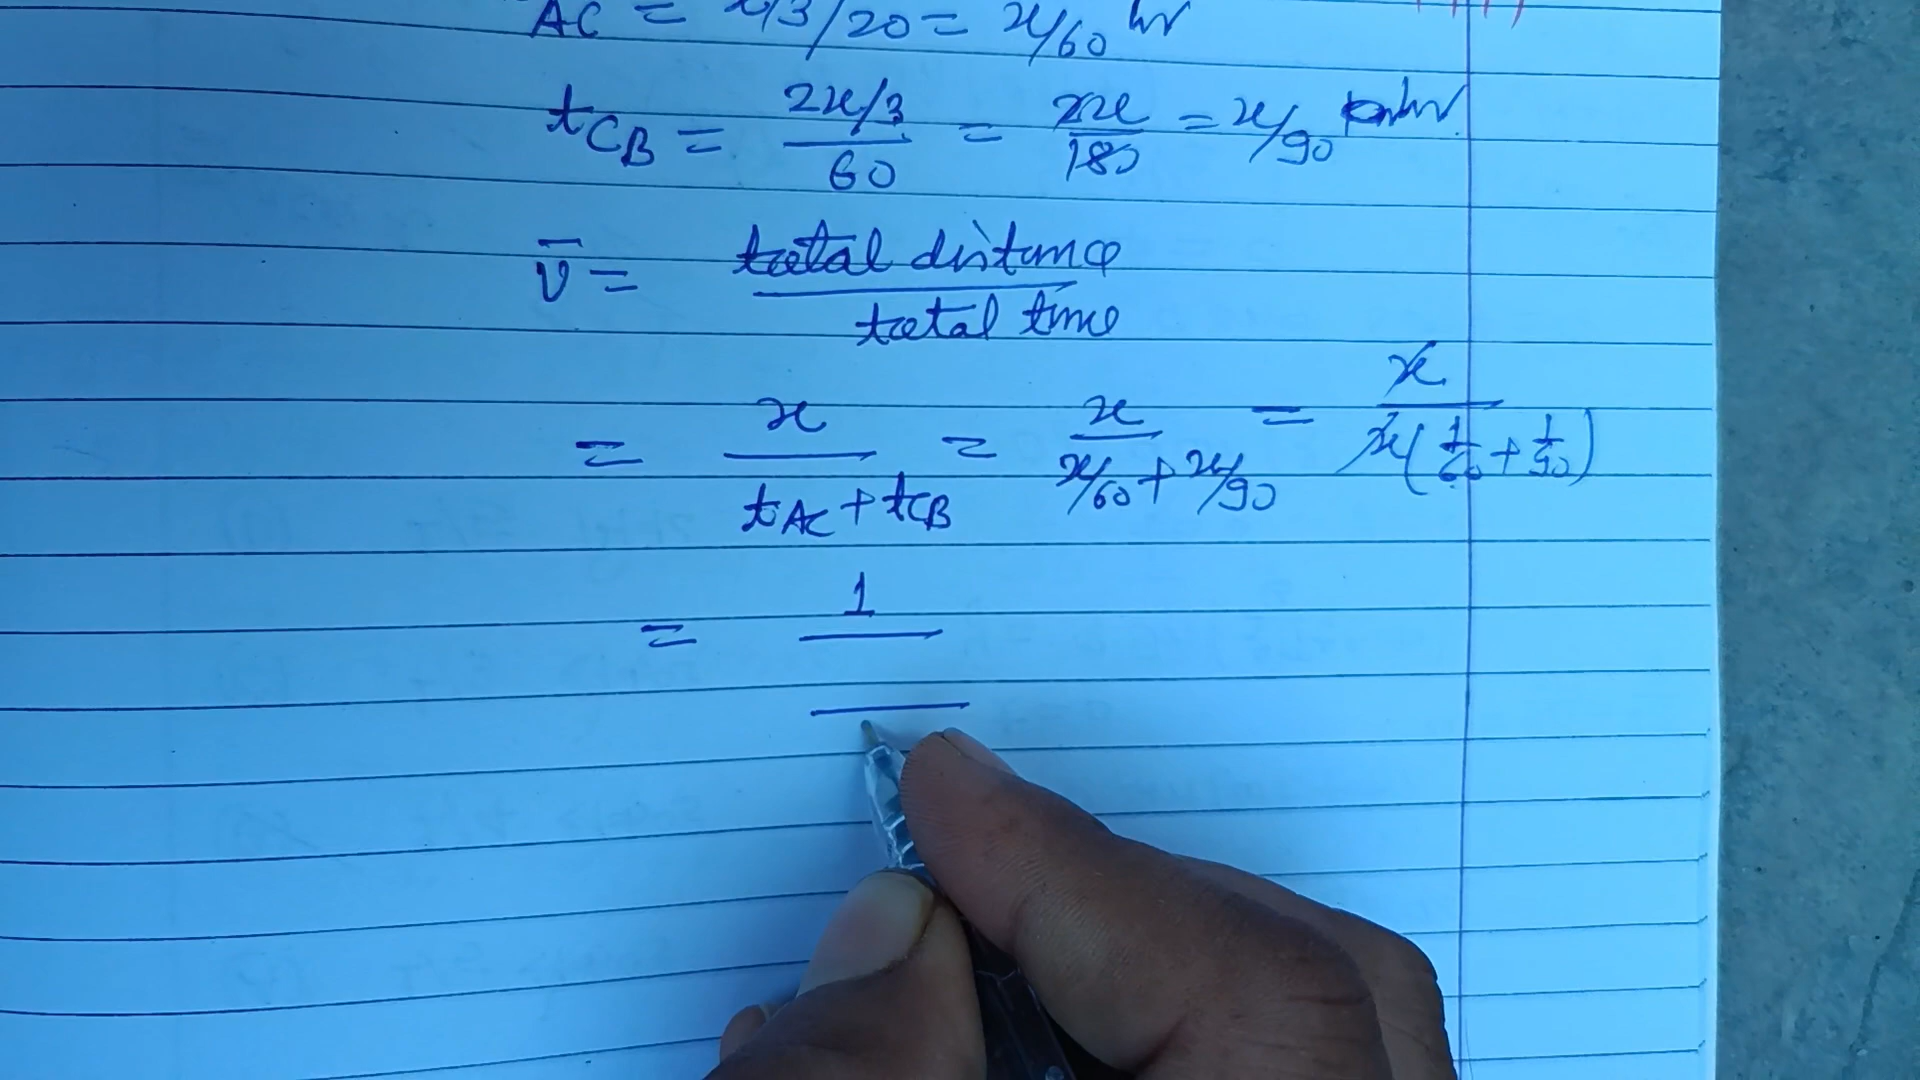 AC = x/3/20 = x/60 hr
tCB = 2x/3 / 60 = 2x/180 = x/90 hr
v̄ = total distance / total time
= x / tAC + tCB = x / x/60 + x/90 = x / x(1/60 + 1/90)
= 1